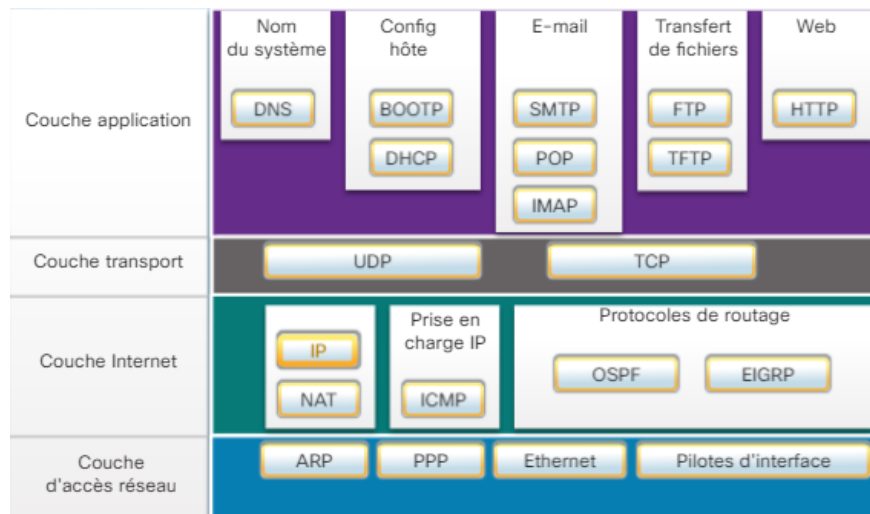 Couche application
Nom
du système
DNS
Config
hôte
BOOTP
DHCP
E-mail
SMTP
POP
IMAP
Transfert
de fichiers
FTP
TFTP
Web
HTTP
Couche transport
UDP
TCP
Couche Internet
IP
NAT
Prise en
charge IP
ICMP
Protocoles de routage
OSPF
EIGRP
Couche
d'accès réseau
ARP
PPP
Ethernet
Pilotes d'interface